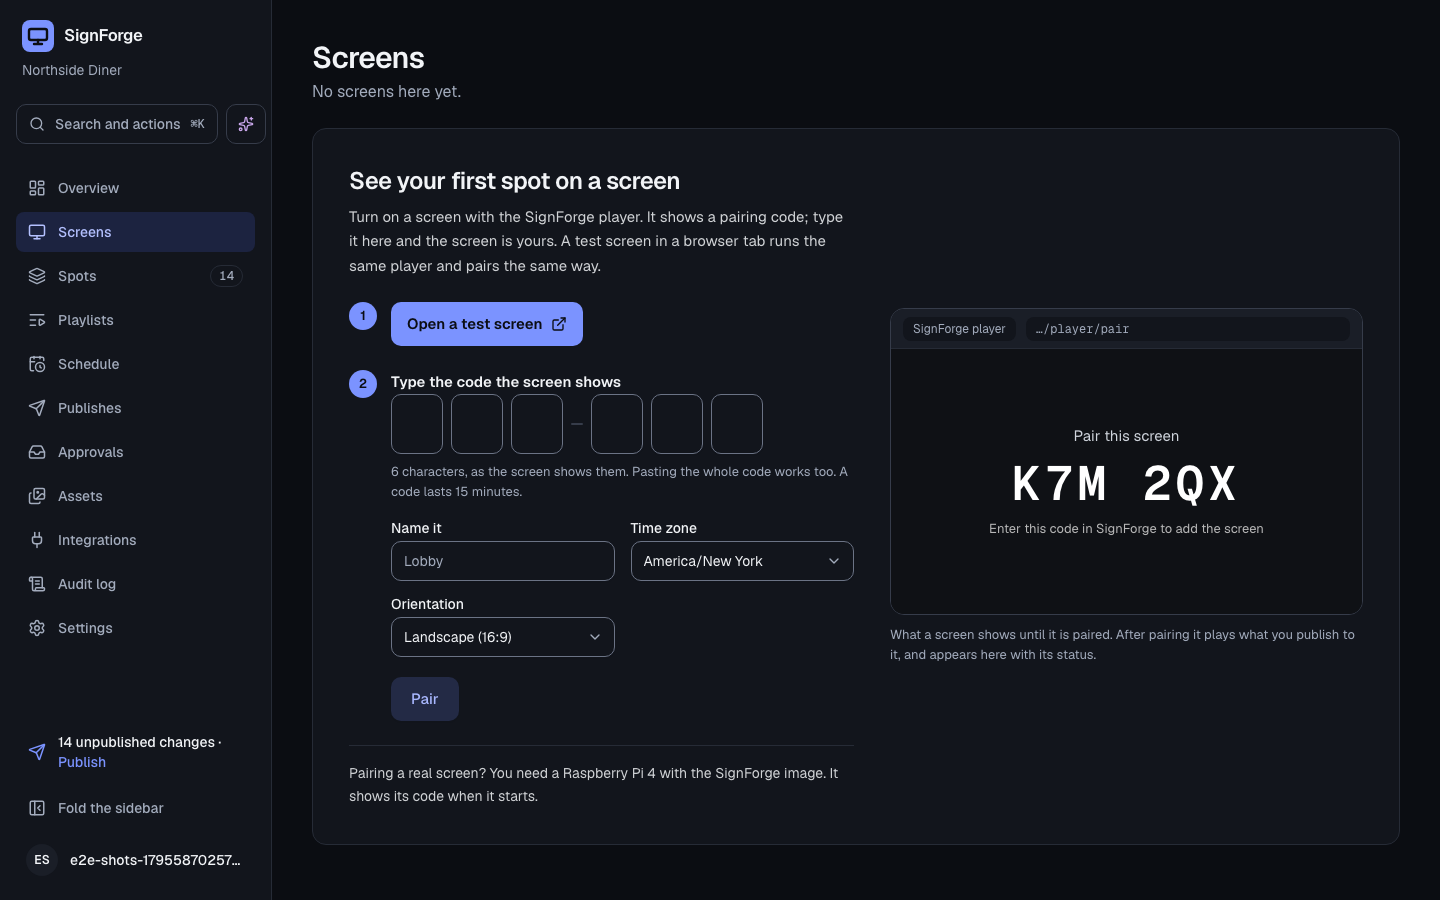 SignForge
Northside Diner
Search and actions ⌘K
Overview
Screens
Spots 14
Playlists
Schedule
Publishes
Approvals
Assets
Integrations
Audit log
Settings
14 unpublished changes ·
Publish
Fold the sidebar
ES e2e-shots-17955870257…
Screens
No screens here yet.
See your first spot on a screen
Turn on a screen with the SignForge player. It shows a pairing code; type
it here and the screen is yours. A test screen in a browser tab runs the
same player and pairs the same way.
1 Open a test screen
2 Type the code the screen shows
—
6 characters, as the screen shows them. Pasting the whole code works too. A
code lasts 15 minutes.
Name it Time zone
Lobby America/New York
Orientation
Landscape (16:9)
Pair
Pairing a real screen? You need a Raspberry Pi 4 with the SignForge image. It
shows its code when it starts.
SignForge player …/player/pair
Pair this screen
K7M 2QX
Enter this code in SignForge to add the screen
What a screen shows until it is paired. After pairing it plays what you publish to
it, and appears here with its status.